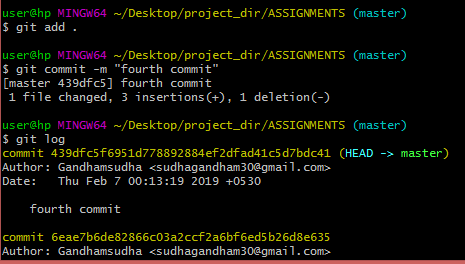 user@hp MINGW64 ~/Desktop/project_dir/ASSIGNMENTS (master)
$ git add .
user@hp MINGW64 ~/Desktop/project_dir/ASSIGNMENTS (master)
$ git commit -m "fourth commit"
[master 439dfc5] fourth commit
 1 file changed, 3 insertions(+), 1 deletion(-)
user@hp MINGW64 ~/Desktop/project_dir/ASSIGNMENTS (master)
$ git log
commit 439dfc5f6951d778892884ef2dfad41c5d7bdc41 (HEAD -> master)
Author: Gandhamsudha <sudhagandham30@gmail.com>
Date:   Thu Feb 7 00:13:19 2019 +0530
    fourth commit
commit 6eae7b6de82866c03a2ccf2a6bf6ed5b26d8e635
Author: Gandhamsudha <sudhagandham30@gmail.com>